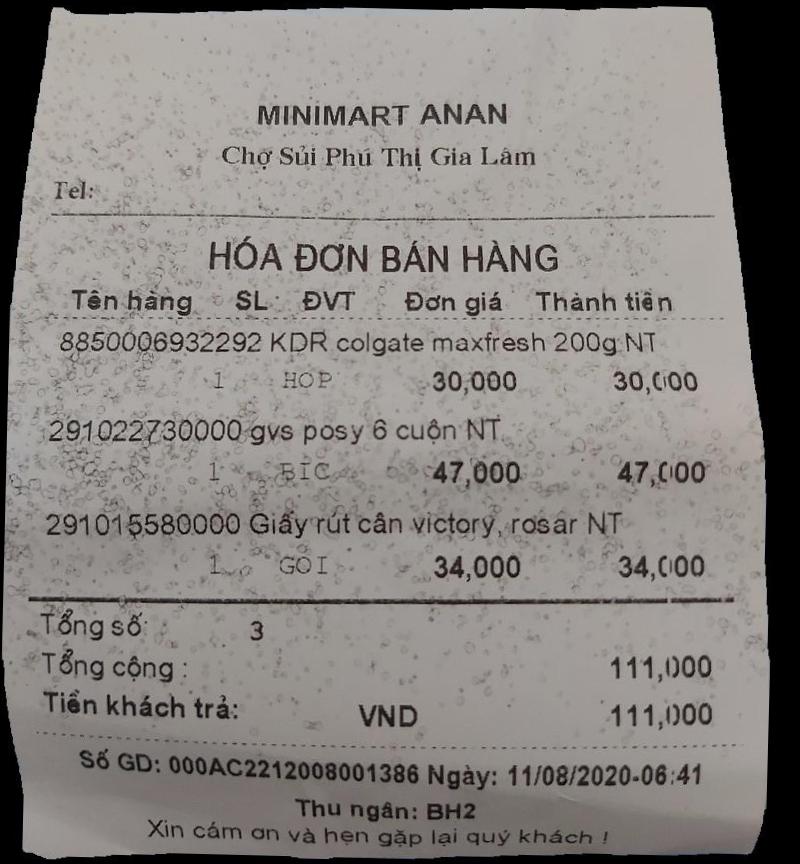 MINIMART ANAN
Chợ Sủi Phú Thị Gia Lâm
Tel:
HÓA ĐƠN BÁN HÀNG
Tên hàng SL ĐVT Đơn giá Thành tiền
8850006932292 KDR colgate maxfresh 200g NT
1 HOP 30,000 30,000
291022730000 gvs posy 6 cuộn NT
1 BIC 47,000 47,000
291015580000 Giấy rút cân victory, rosar NT
1 GOI 34,000 34,000
Tổng số: 3
Tổng cộng : 111,000
Tiền khách trả: VND 111,000
Số GD: 000AC2212008001386 Ngày: 11/08/2020-06:41
Thu ngân: BH2
Xin cám ơn và hẹn gặp lại quý khách !